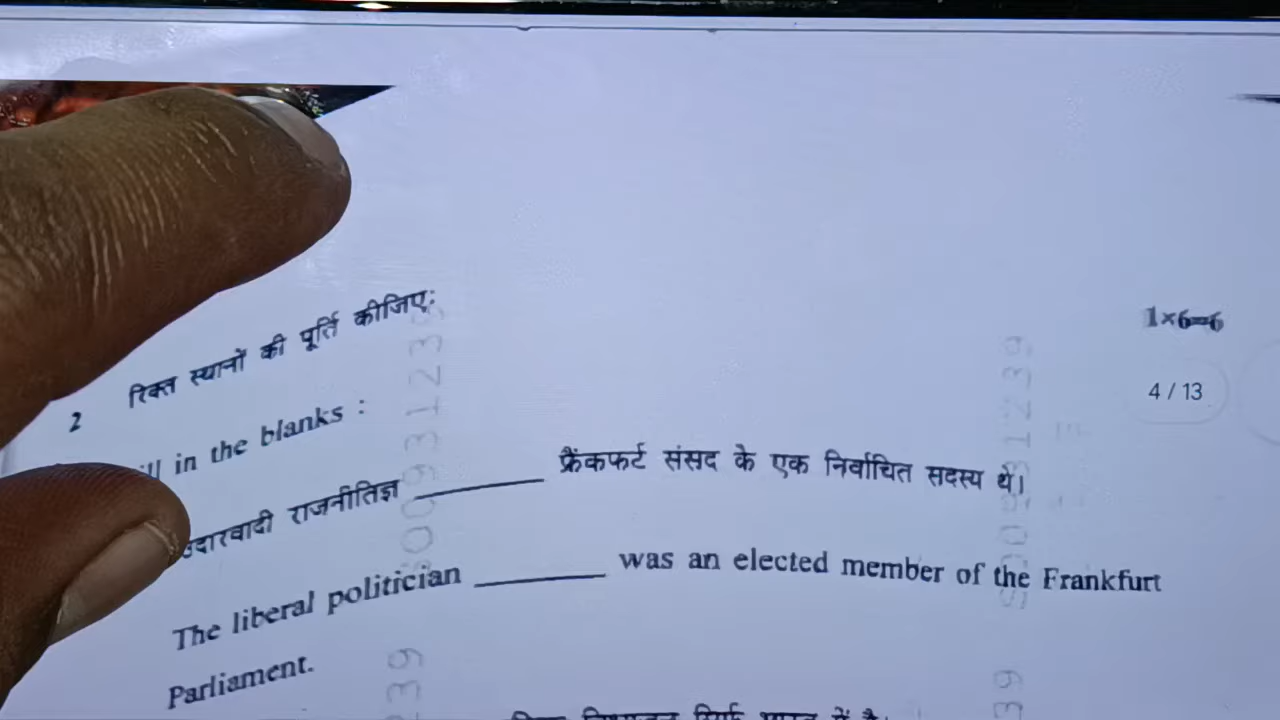 1×6=6
2 रिक्त स्थानों की पूर्ति कीजिए:
4 / 13
in the blanks :
उदारवादी राजनीतिज्ञ ________ फ्रैंकफर्ट संसद के एक निर्वाचित सदस्य थे।
The liberal politician ________ was an elected member of the Frankfurt
Parliament.